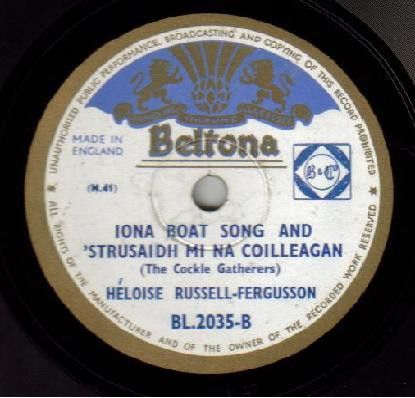 UNAUTHORISED PUBLIC PERFORMANCE, BROADCASTING AND COPYING OF THIS RECORD PROHIBITED
Beltona
MADE IN
ENGLAND
B & Co
(N.41)
IONA BOAT SONG AND
'STRUSAIDH MI NA COILLEAGAN
(The Cockle Gatherers)
HÉLOISE RUSSELL-FERGUSSON
BL.2035-B
ALL RIGHTS OF THE MANUFACTURER AND OF THE OWNER OF THE RECORDED WORK RESERVED